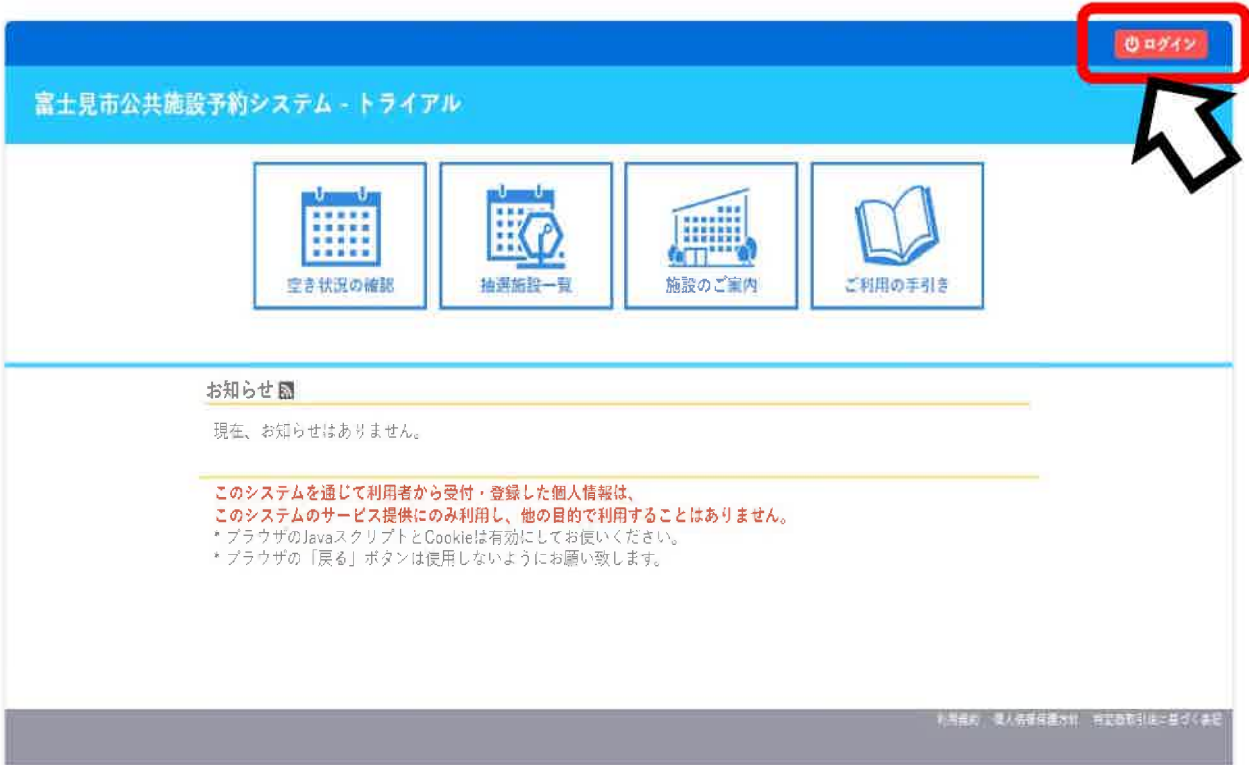 ログイン
富士見市公共施設予約システム - トライアル
空き状況の確認
抽選施設一覧
施設のご案内
ご利用の手引き
お知らせ
現在、お知らせはありません。
このシステムを通じて利用者から受付・登録した個人情報は、
このシステムのサービス提供にのみ利用し、他の目的で利用することはありません。
* ブラウザのJavaスクリプトとCookieは有効にしてお使いください。
* ブラウザの「戻る」ボタンは使用しないようにお願い致します。
利用規約 個人情報保護方針 特定商取引法に基づく表記